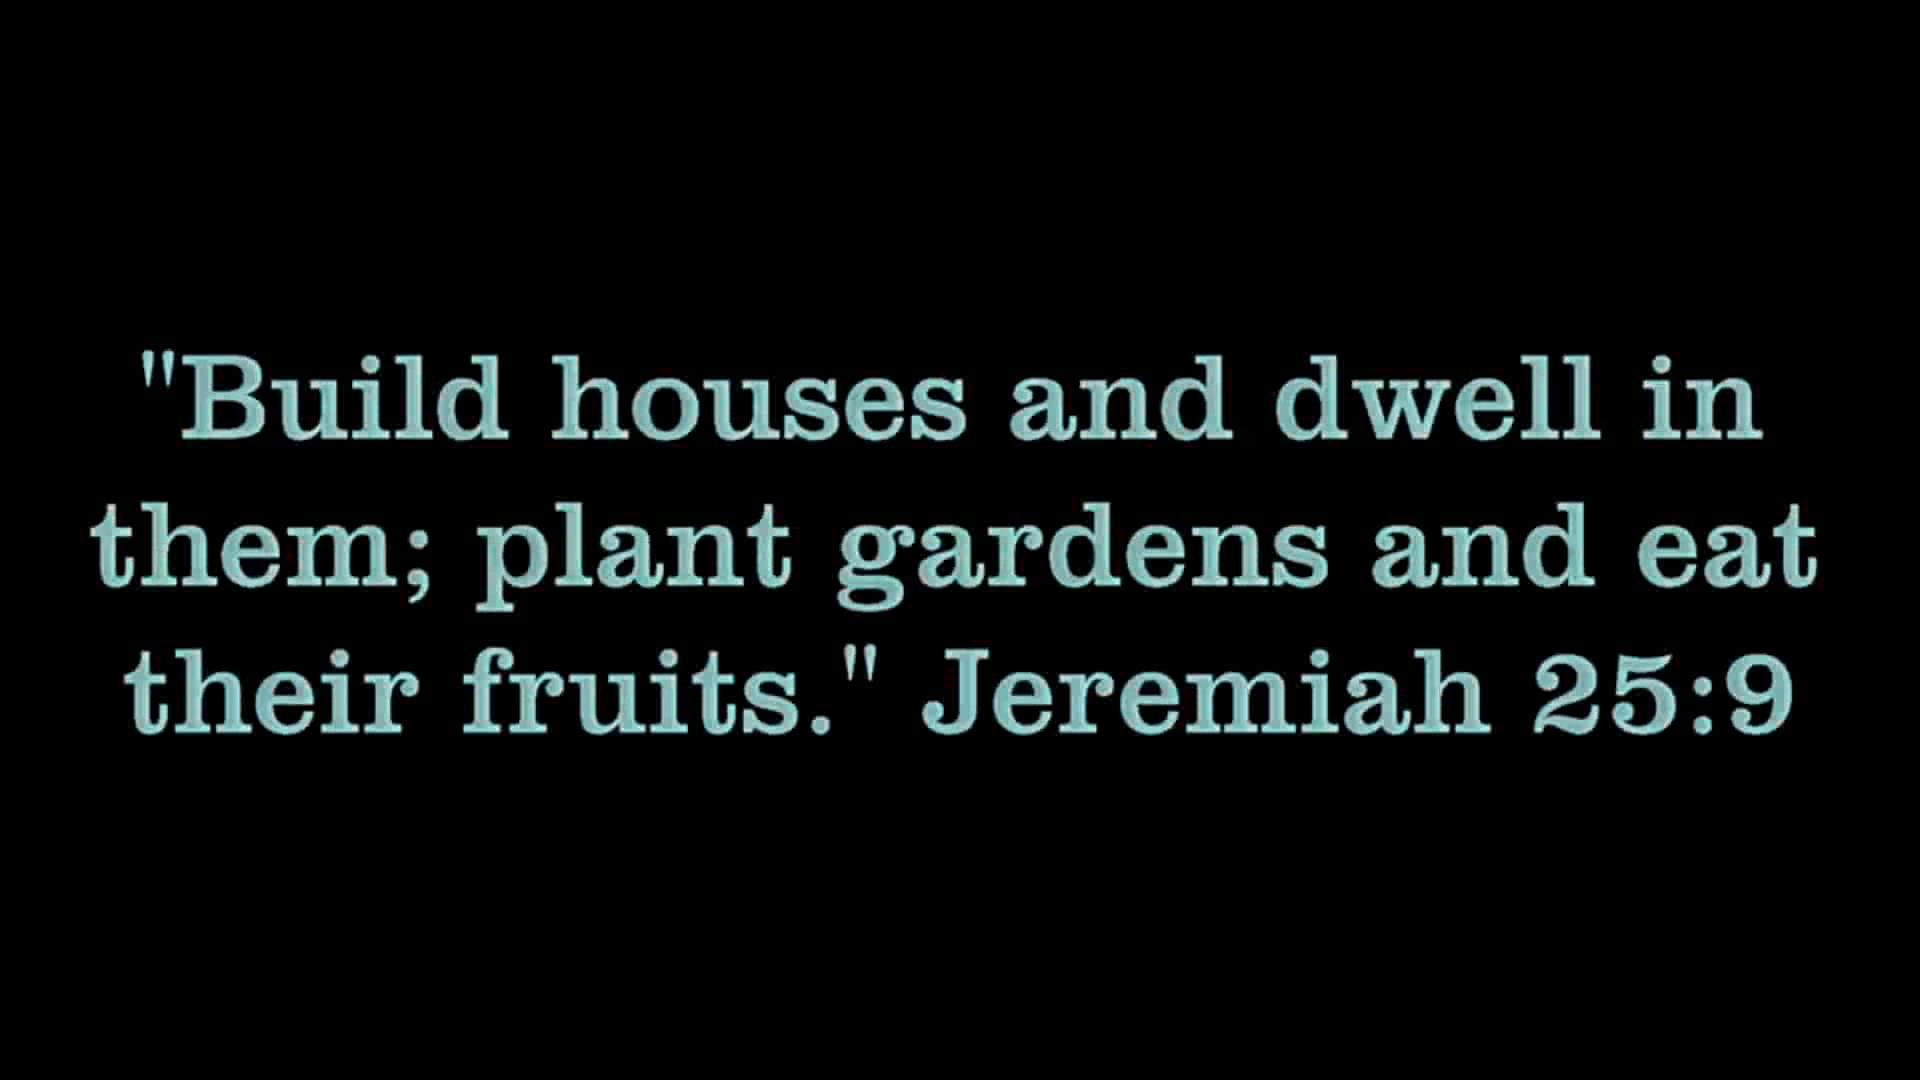 "Build houses and dwell in
them; plant gardens and eat
their fruits." Jeremiah 25:9